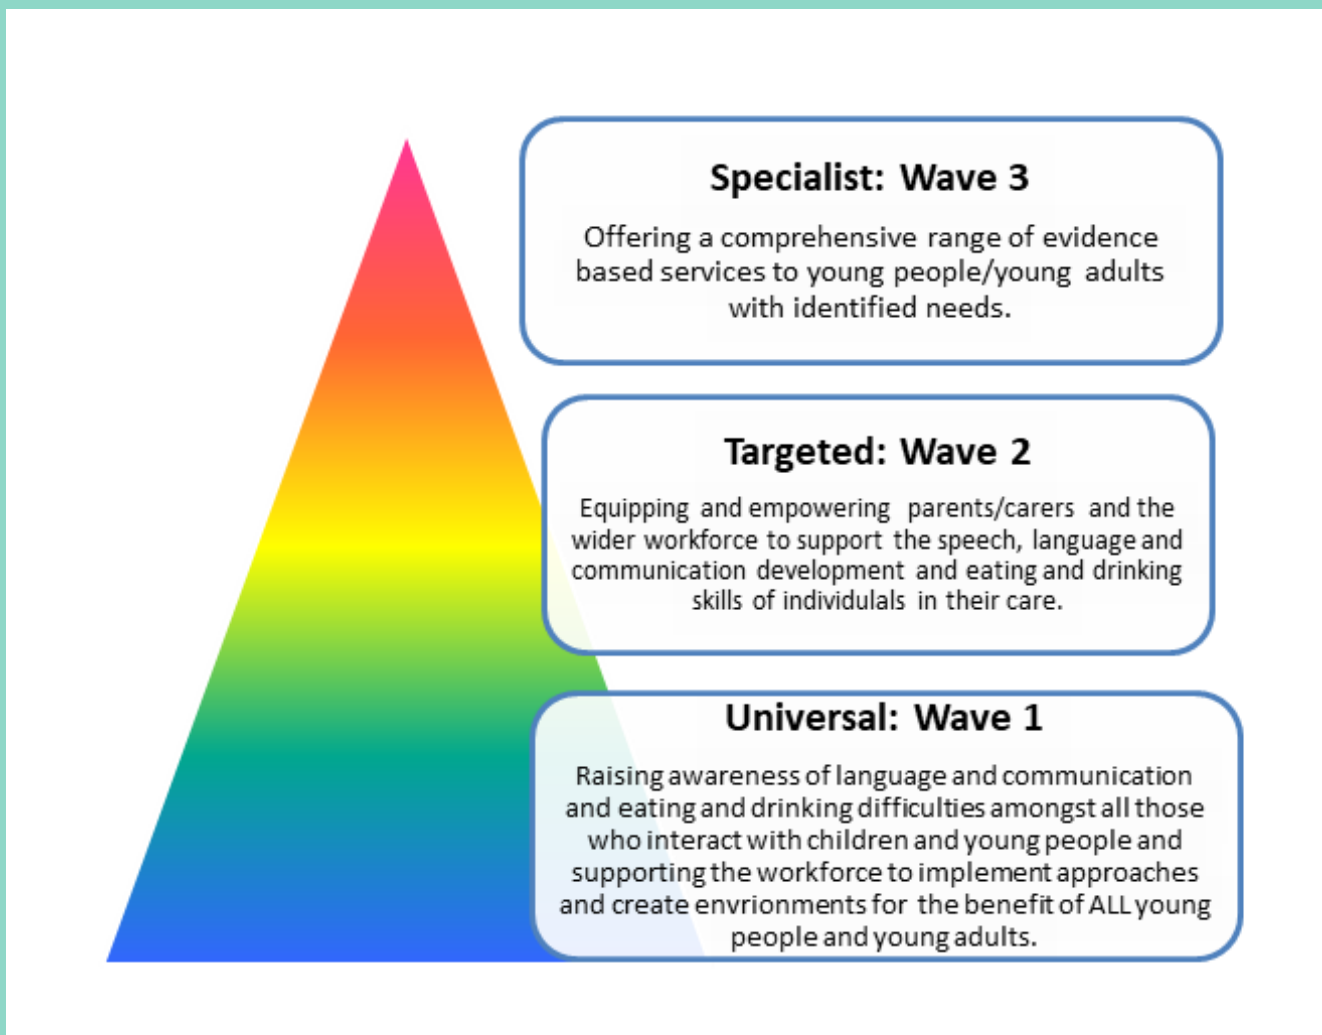 Specialist: Wave 3
Offering a comprehensive range of evidence
based services to young people/young adults
with identified needs.
Targeted: Wave 2
Equipping and empowering parents/carers and the
wider workforce to support the speech, language and
communication development and eating and drinking
skills of individulals in their care.
Universal: Wave 1
Raising awareness of language and communication
and eating and drinking difficulties amongst all those
who interact with children and young people and
supporting the workforce to implement approaches
and create envrionments for the benefit of ALL young
people and young adults.